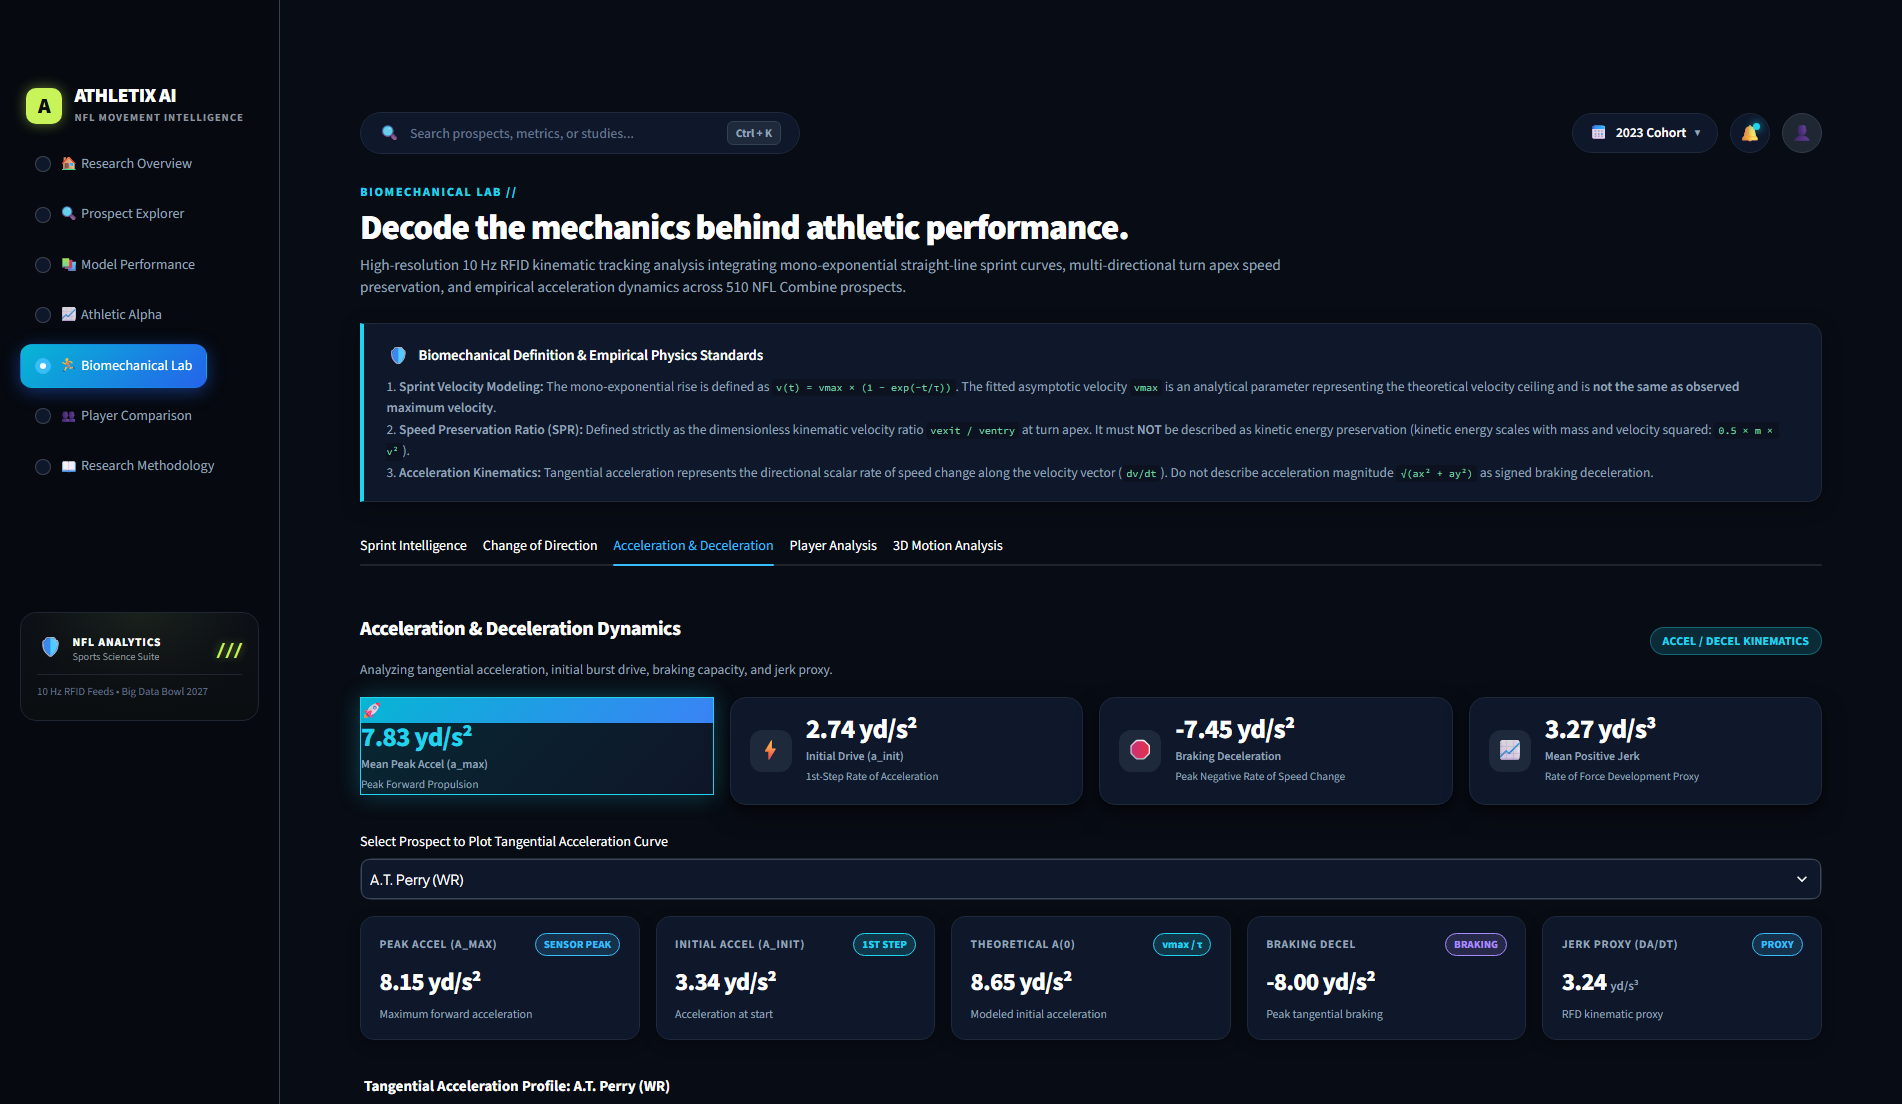 A
ATHLETIX AI
NFL MOVEMENT INTELLIGENCE
Research Overview
Prospect Explorer
Model Performance
Athletic Alpha
Biomechanical Lab
Player Comparison
Research Methodology
NFL ANALYTICS
Sports Science Suite
///
10 Hz RFID Feeds • Big Data Bowl 2027
Search prospects, metrics, or studies...
Ctrl + K
2023 Cohort ▾
BIOMECHANICAL LAB //
Decode the mechanics behind athletic performance.
High-resolution 10 Hz RFID kinematic tracking analysis integrating mono-exponential straight-line sprint curves, multi-directional turn apex speed
preservation, and empirical acceleration dynamics across 510 NFL Combine prospects.
Biomechanical Definition & Empirical Physics Standards
1. Sprint Velocity Modeling: The mono-exponential rise is defined as v(t) = vmax × (1 − exp(−t/τ)) . The fitted asymptotic velocity vmax is an analytical parameter representing the theoretical velocity ceiling and is not the same as observed
maximum velocity.
2. Speed Preservation Ratio (SPR): Defined strictly as the dimensionless kinematic velocity ratio vexit / ventry at turn apex. It must NOT be described as kinetic energy preservation (kinetic energy scales with mass and velocity squared: 0.5 × m ×
v² ).
3. Acceleration Kinematics: Tangential acceleration represents the directional scalar rate of speed change along the velocity vector ( dv/dt ). Do not describe acceleration magnitude √(ax² + ay²) as signed braking deceleration.
Sprint Intelligence
Change of Direction
Acceleration & Deceleration
Player Analysis
3D Motion Analysis
Acceleration & Deceleration Dynamics
ACCEL / DECEL KINEMATICS
Analyzing tangential acceleration, initial burst drive, braking capacity, and jerk proxy.
7.83 yd/s²
Mean Peak Accel (a_max)
Peak Forward Propulsion
2.74 yd/s²
Initial Drive (a_init)
1st-Step Rate of Acceleration
-7.45 yd/s²
Braking Deceleration
Peak Negative Rate of Speed Change
3.27 yd/s³
Mean Positive Jerk
Rate of Force Development Proxy
Select Prospect to Plot Tangential Acceleration Curve
A.T. Perry (WR)
PEAK ACCEL (A_MAX)
SENSOR PEAK
8.15 yd/s²
Maximum forward acceleration
INITIAL ACCEL (A_INIT)
1ST STEP
3.34 yd/s²
Acceleration at start
THEORETICAL A(0)
vmax / τ
8.65 yd/s²
Modeled initial acceleration
BRAKING DECEL
BRAKING
-8.00 yd/s²
Peak tangential braking
JERK PROXY (DA/DT)
PROXY
3.24 yd/s³
RFD kinematic proxy
Tangential Acceleration Profile: A.T. Perry (WR)